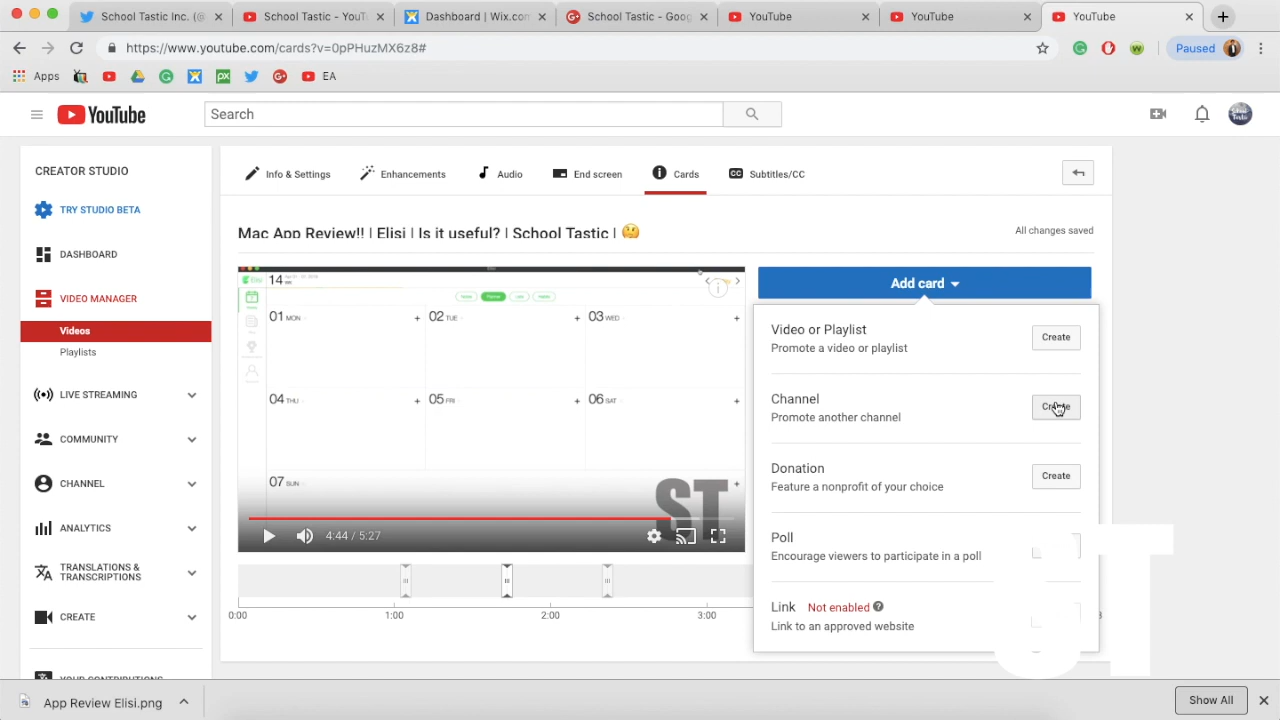 School Tastic Inc. (@
School Tastic - YouT
Dashboard | Wix.com
School Tastic - Goog
YouTube
YouTube
YouTube
https://www.youtube.com/cards?v=0pPHuzMX6z8#
Paused
Apps
EA
YouTube
Search
CREATOR STUDIO
TRY STUDIO BETA
DASHBOARD
VIDEO MANAGER
Videos
Playlists
LIVE STREAMING
COMMUNITY
CHANNEL
ANALYTICS
TRANSLATIONS &
TRANSCRIPTIONS
CREATE
YOUR CONTRIBUTIONS
Info & Settings
Enhancements
Audio
End screen
Cards
CC Subtitles/CC
Mac App Review!! | Elisi | Is it useful? | School Tastic | 🤔
All changes saved
14
01 MON
02 TUE
03 WED
04 THU
05 FRI
06 SAT
07 SUN
ST
4:44 / 5:27
0:00
1:00
2:00
3:00
Add card
Video or Playlist
Promote a video or playlist
Create
Channel
Promote another channel
Create
Donation
Feature a nonprofit of your choice
Create
Poll
Encourage viewers to participate in a poll
Link Not enabled
Link to an approved website
App Review Elisi.png
Show All